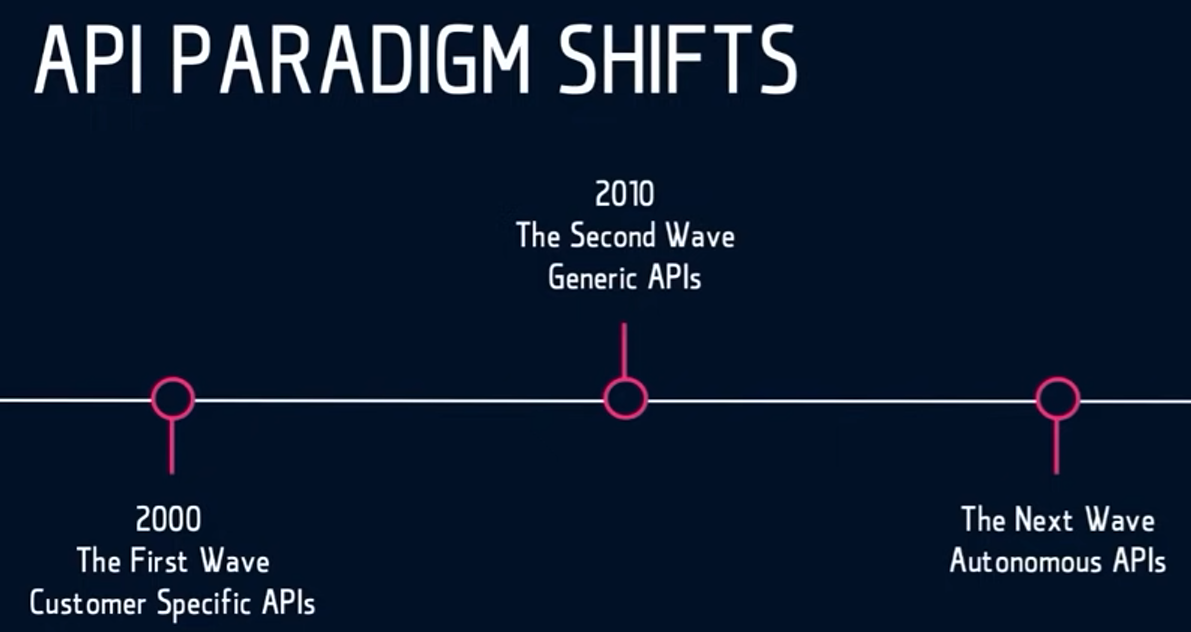 API PARADIGM SHIFTS
2010
The Second Wave
Generic APIs
2000
The First Wave
Customer Specific APIs
The Next Wave
Autonomous APIs